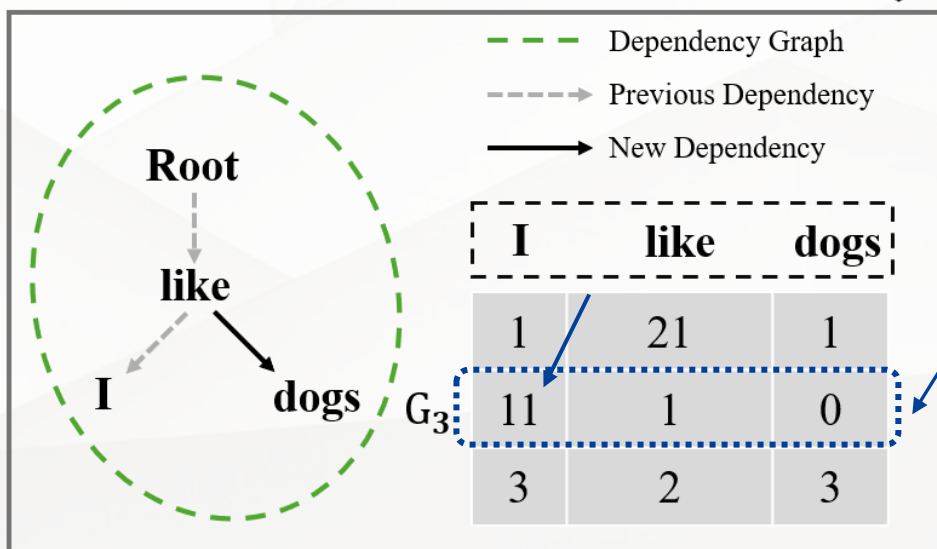 Dependency Graph
Previous Dependency
New Dependency
Root
like
I
dogs
I like dogs
1 21 1
G3 11 1 0
3 2 3